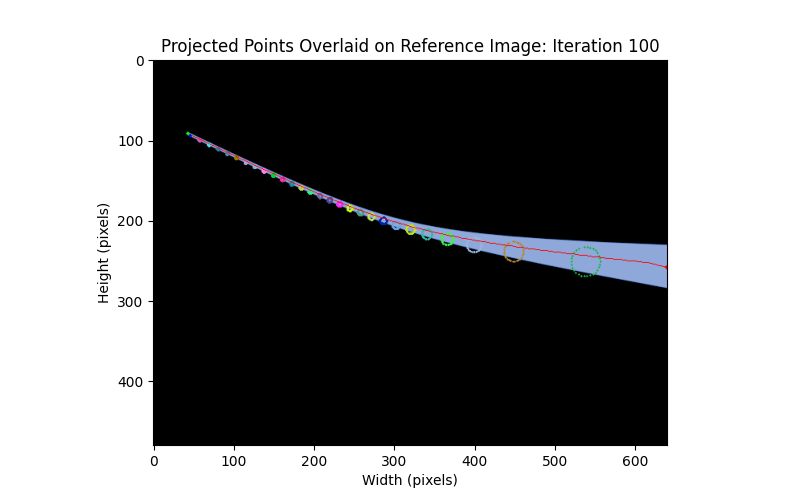 Projected Points Overlaid on Reference Image: Iteration 100
0
100
200
300
400
Height (pixels)
0 100 200 300 400 500 600
Width (pixels)